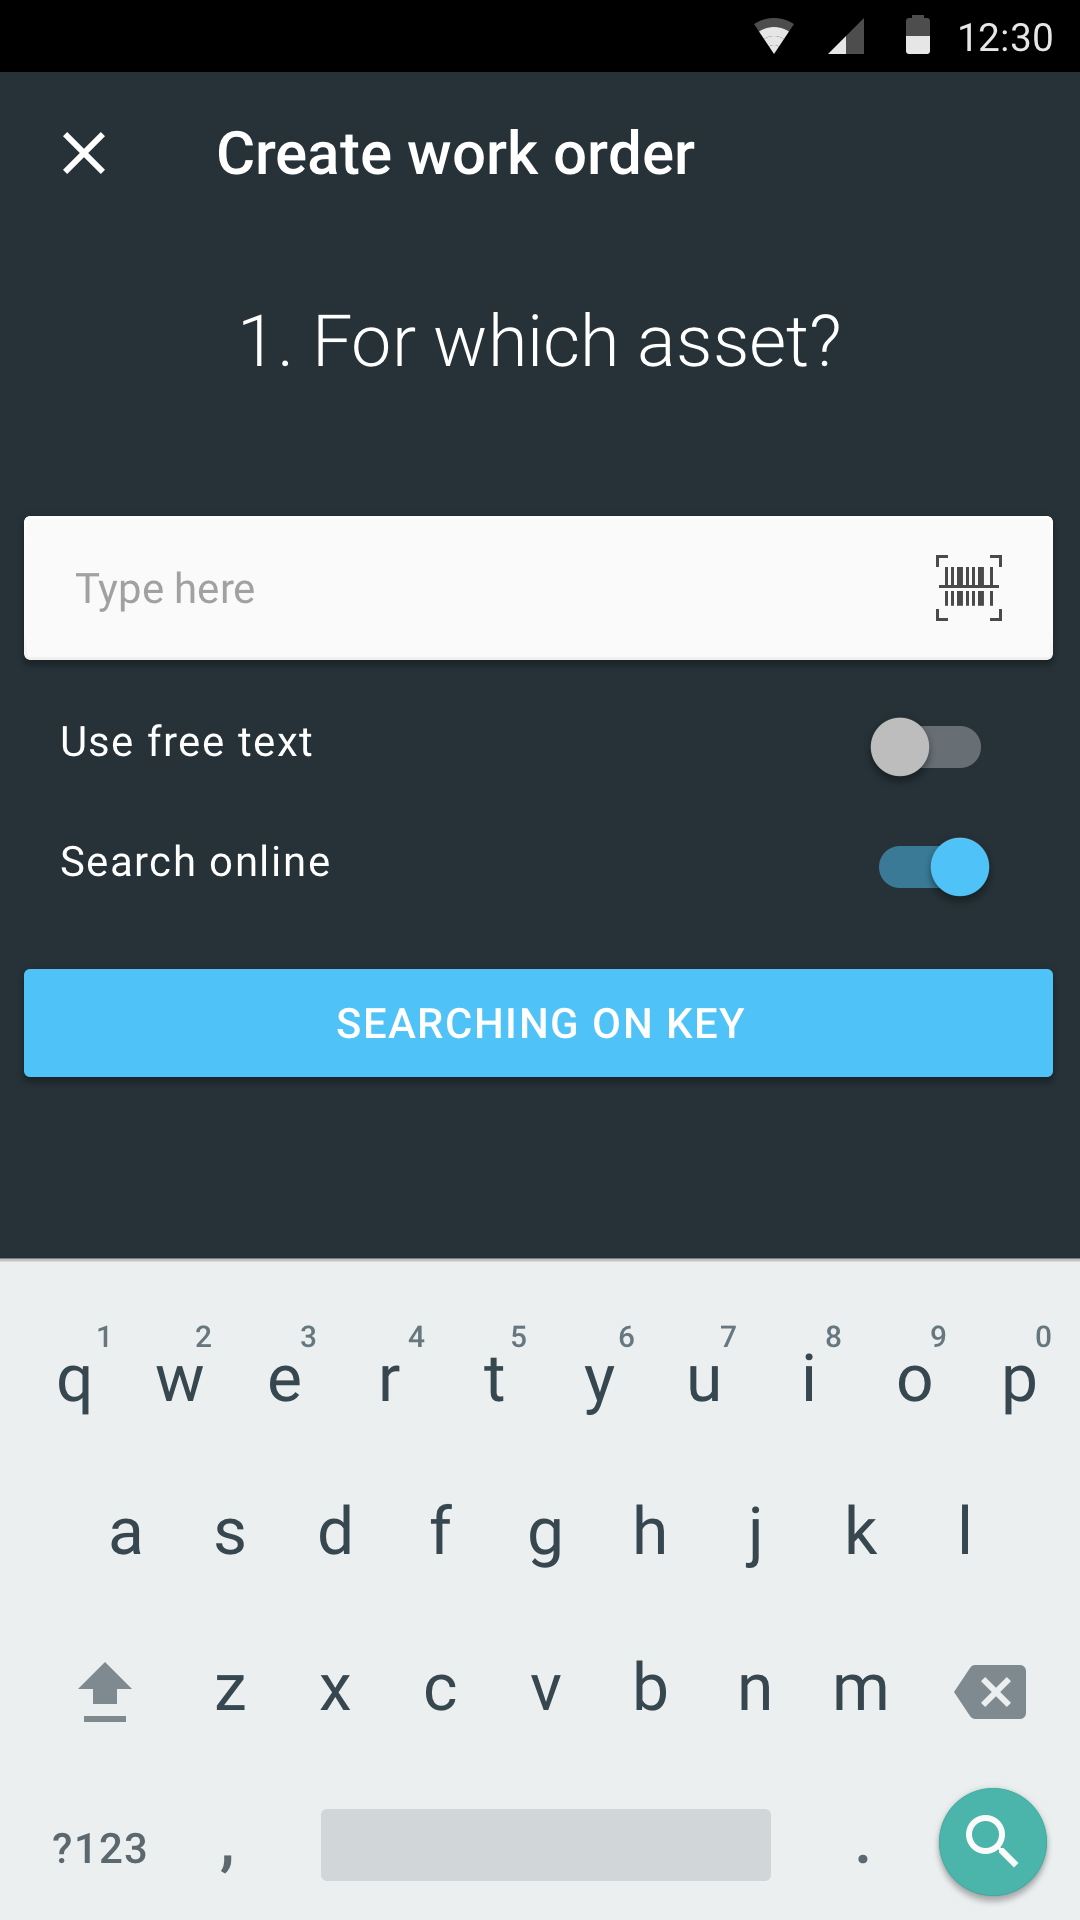 12:30
Create work order
1. For which asset?
Type here
Use free text
Search online
SEARCHING ON KEY
1 2 3 4 5 6 7 8 9 0
q w e r t y u i o p
a s d f g h j k l
z x c v b n m
?123 , .